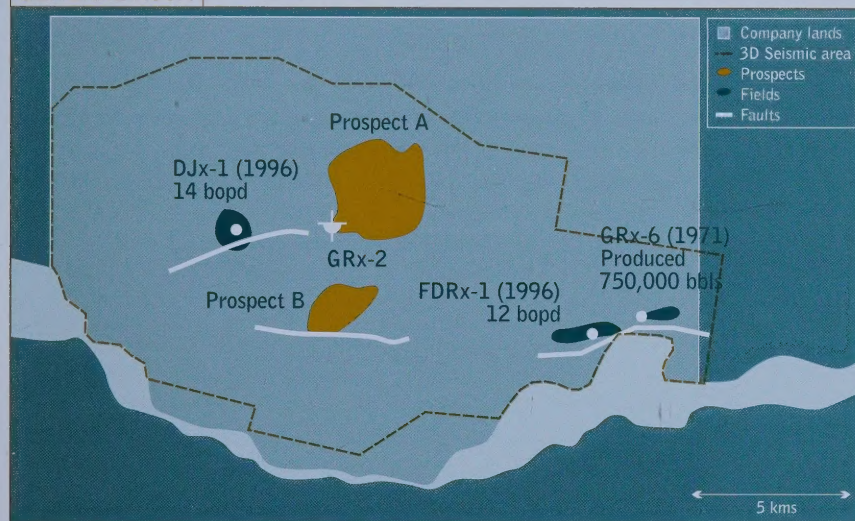 Company lands
3D Seismic area
Prospects
Fields
Faults
Prospect A
DJx-1 (1996)
14 bopd
GRx-2
GRx-6 (1971)
Produced
750,000 bbls
Prospect B
FDRx-1 (1996)
12 bopd
5 kms